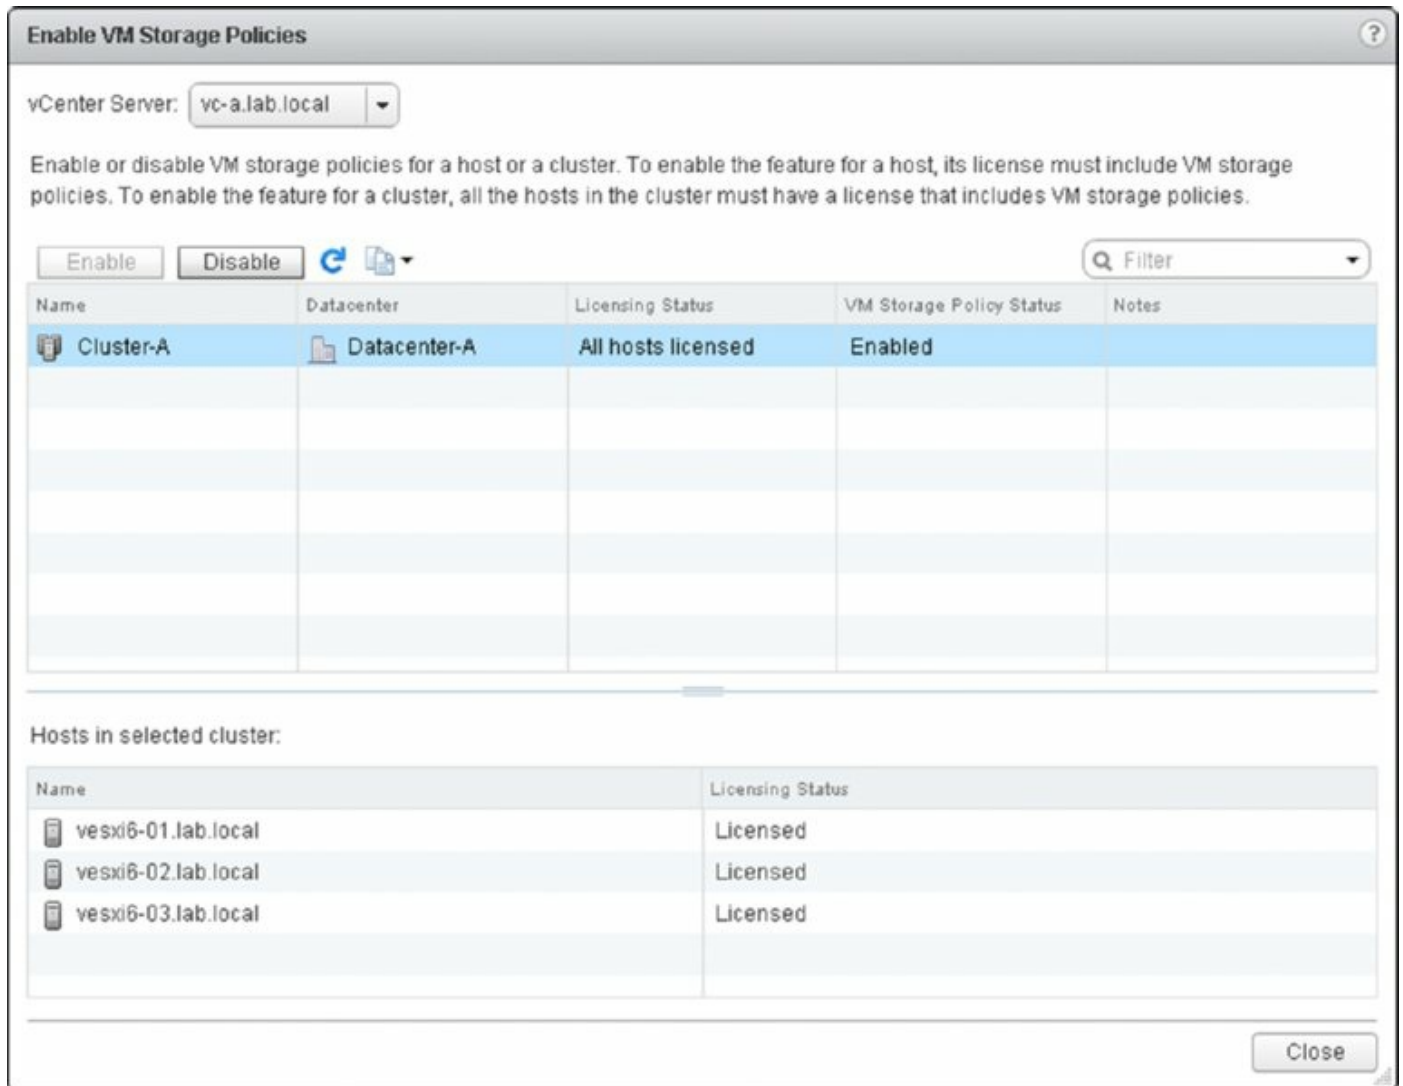 Enable VM Storage Policies
?
vCenter Server: vc-a.lab.local
Enable or disable VM storage policies for a host or a cluster. To enable the feature for a host, its license must include VM storage
policies. To enable the feature for a cluster, all the hosts in the cluster must have a license that includes VM storage policies.
Enable Disable Filter
Name Datacenter Licensing Status VM Storage Policy Status Notes
Cluster-A Datacenter-A All hosts licensed Enabled
Hosts in selected cluster:
Name Licensing Status
vesxi6-01.lab.local Licensed
vesxi6-02.lab.local Licensed
vesxi6-03.lab.local Licensed
Close